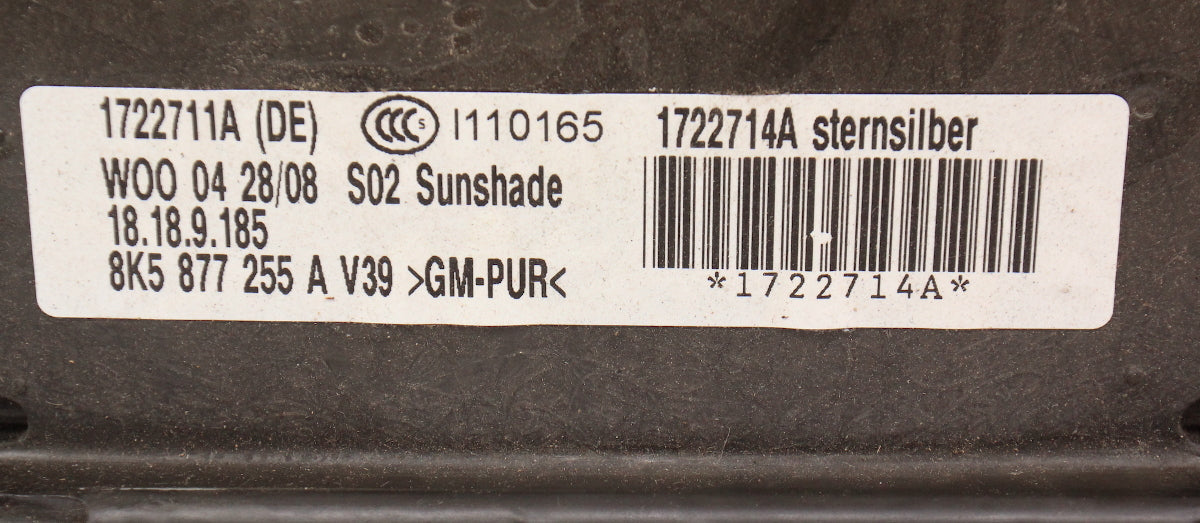 1722711A (DE) CCC S I110165 1722714A sternsilber
WOO 04 28/08 S02 Sunshade
18.18.9.185
8K5 877 255 A V39 >GM-PUR<
*1722714A*